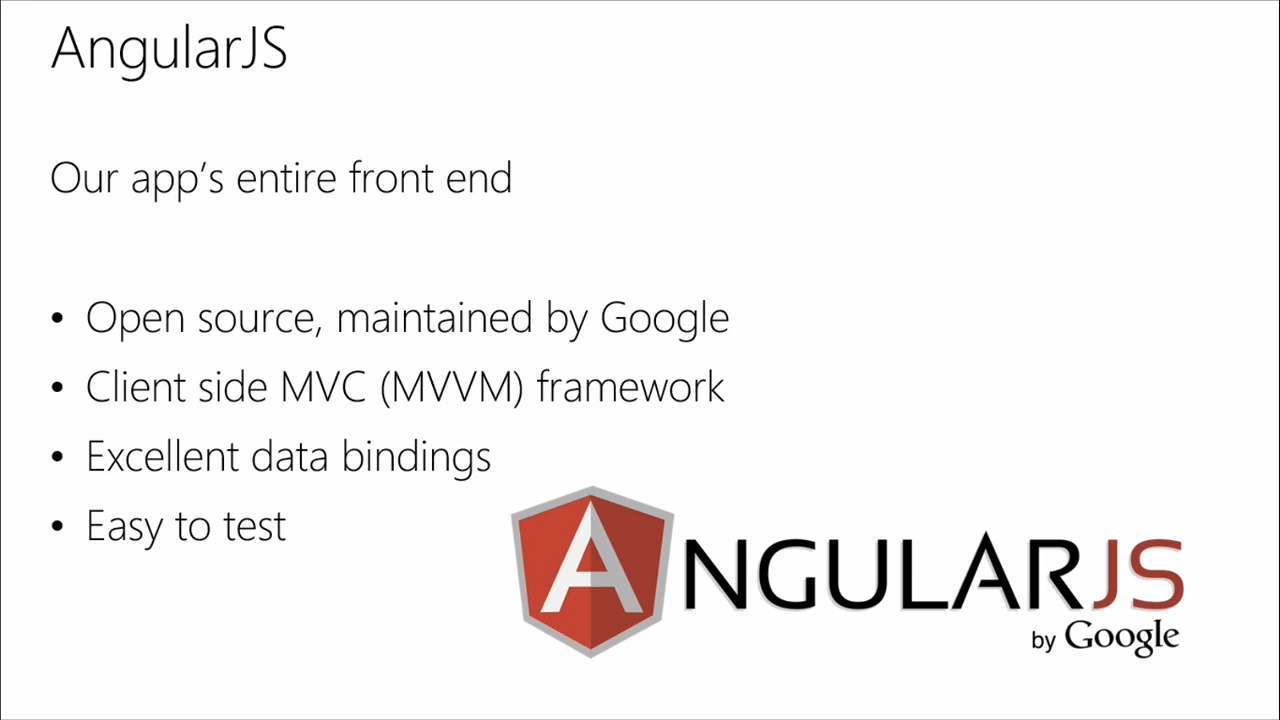 AngularJS
Our app's entire front end
• Open source, maintained by Google
• Client side MVC (MVVM) framework
• Excellent data bindings
• Easy to test
ANGULARJS
by Google